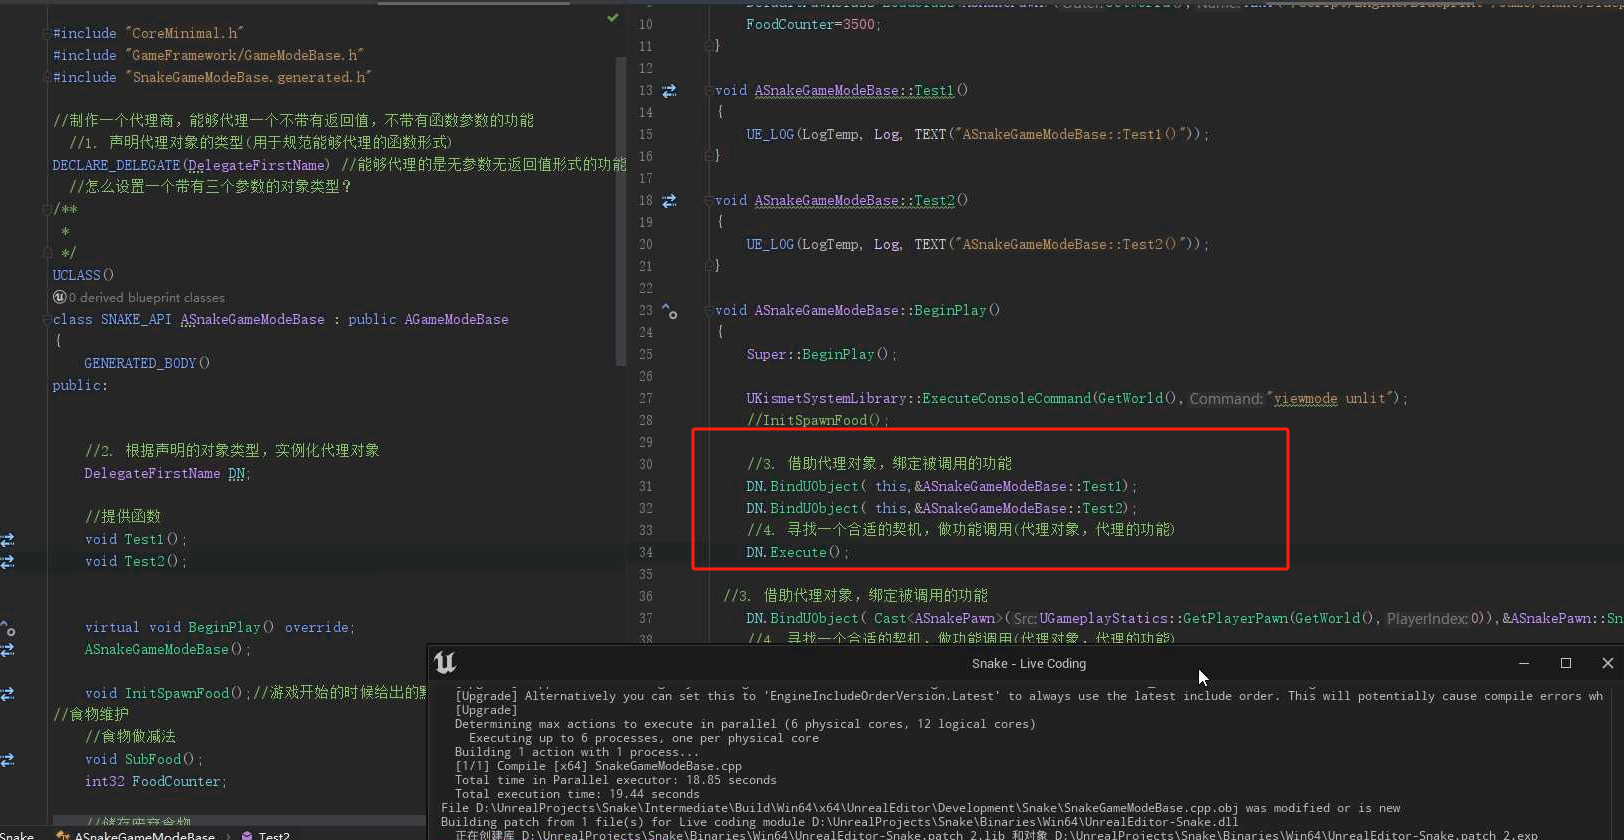 #include "CoreMinimal.h"
#include "GameFramework/GameModeBase.h"
#include "SnakeGameModeBase.generated.h"
//制作一个代理商，能够代理一个不带有返回值，不带有函数参数的功能
//1. 声明代理对象的类型(用于规范能够代理的函数形式)
DECLARE_DELEGATE(DelegateFirstName) //能够代理的是无参数无返回值形式的功能
//怎么设置一个带有三个参数的对象类型？
/**
*
*/
UCLASS()
0 derived blueprint classes
class SNAKE_API ASnakeGameModeBase : public AGameModeBase
{
GENERATED_BODY()
public:
//2. 根据声明的对象类型，实例化代理对象
DelegateFirstName DN;
//提供函数
void Test1();
void Test2();
virtual void BeginPlay() override;
ASnakeGameModeBase();
void InitSpawnFood();//游戏开始的时候给出的
//食物维护
//食物做减法
void SubFood();
int32 FoodCounter;
Snake
ASnakeGameModeBase
Test2
10 FoodCounter=3500;
11 }
12
13 void ASnakeGameModeBase::Test1()
14 {
15 UE_LOG(LogTemp, Log, TEXT("ASnakeGameModeBase::Test1()"));
16 }
17
18 void ASnakeGameModeBase::Test2()
19 {
20 UE_LOG(LogTemp, Log, TEXT("ASnakeGameModeBase::Test2()"));
21 }
22
23 void ASnakeGameModeBase::BeginPlay()
24 {
25 Super::BeginPlay();
26
27 UKismetSystemLibrary::ExecuteConsoleCommand(GetWorld(), Command: "viewmode unlit");
28 //InitSpawnFood();
29
30 //3. 借助代理对象，绑定被调用的功能
31 DN.BindUObject( this,&ASnakeGameModeBase::Test1);
32 DN.BindUObject( this,&ASnakeGameModeBase::Test2);
33 //4. 寻找一个合适的契机，做功能调用(代理对象，代理的功能)
34 DN.Execute();
35
36 //3. 借助代理对象，绑定被调用的功能
37 DN.BindUObject( Cast<ASnakePawn>( Src: UGameplayStatics::GetPlayerPawn(GetWorld(), PlayerIndex: 0)),&ASnakePawn::Sn
38 //4. 寻找一个合适的契机，做功能调用(代理对象，代理的功能)
Snake - Live Coding
[Upgrade] Alternatively you can set this to 'EngineIncludeOrderVersion.Latest' to always use the latest include order. This will potentially cause compile errors wh
[Upgrade]
Determining max actions to execute in parallel (6 physical cores, 12 logical cores)
Executing up to 6 processes, one per physical core
Building 1 action with 1 process...
[1/1] Compile [x64] SnakeGameModeBase.cpp
Total time in Parallel executor: 18.85 seconds
Total execution time: 19.44 seconds
File D:\UnrealProjects\Snake\Intermediate\Build\Win64\x64\UnrealEditor\Development\Snake\SnakeGameModeBase.cpp.obj was modified or is new
Building patch from 1 file(s) for Live coding module D:\UnrealProjects\Snake\Binaries\Win64\UnrealEditor-Snake.dll
正在创建库 D:\UnrealProjects\Snake\Binaries\Win64\UnrealEditor-Snake.patch_2.lib 和对象 D:\UnrealProjects\Snake\Binaries\Win64\UnrealEditor-Snake.patch_2.exp